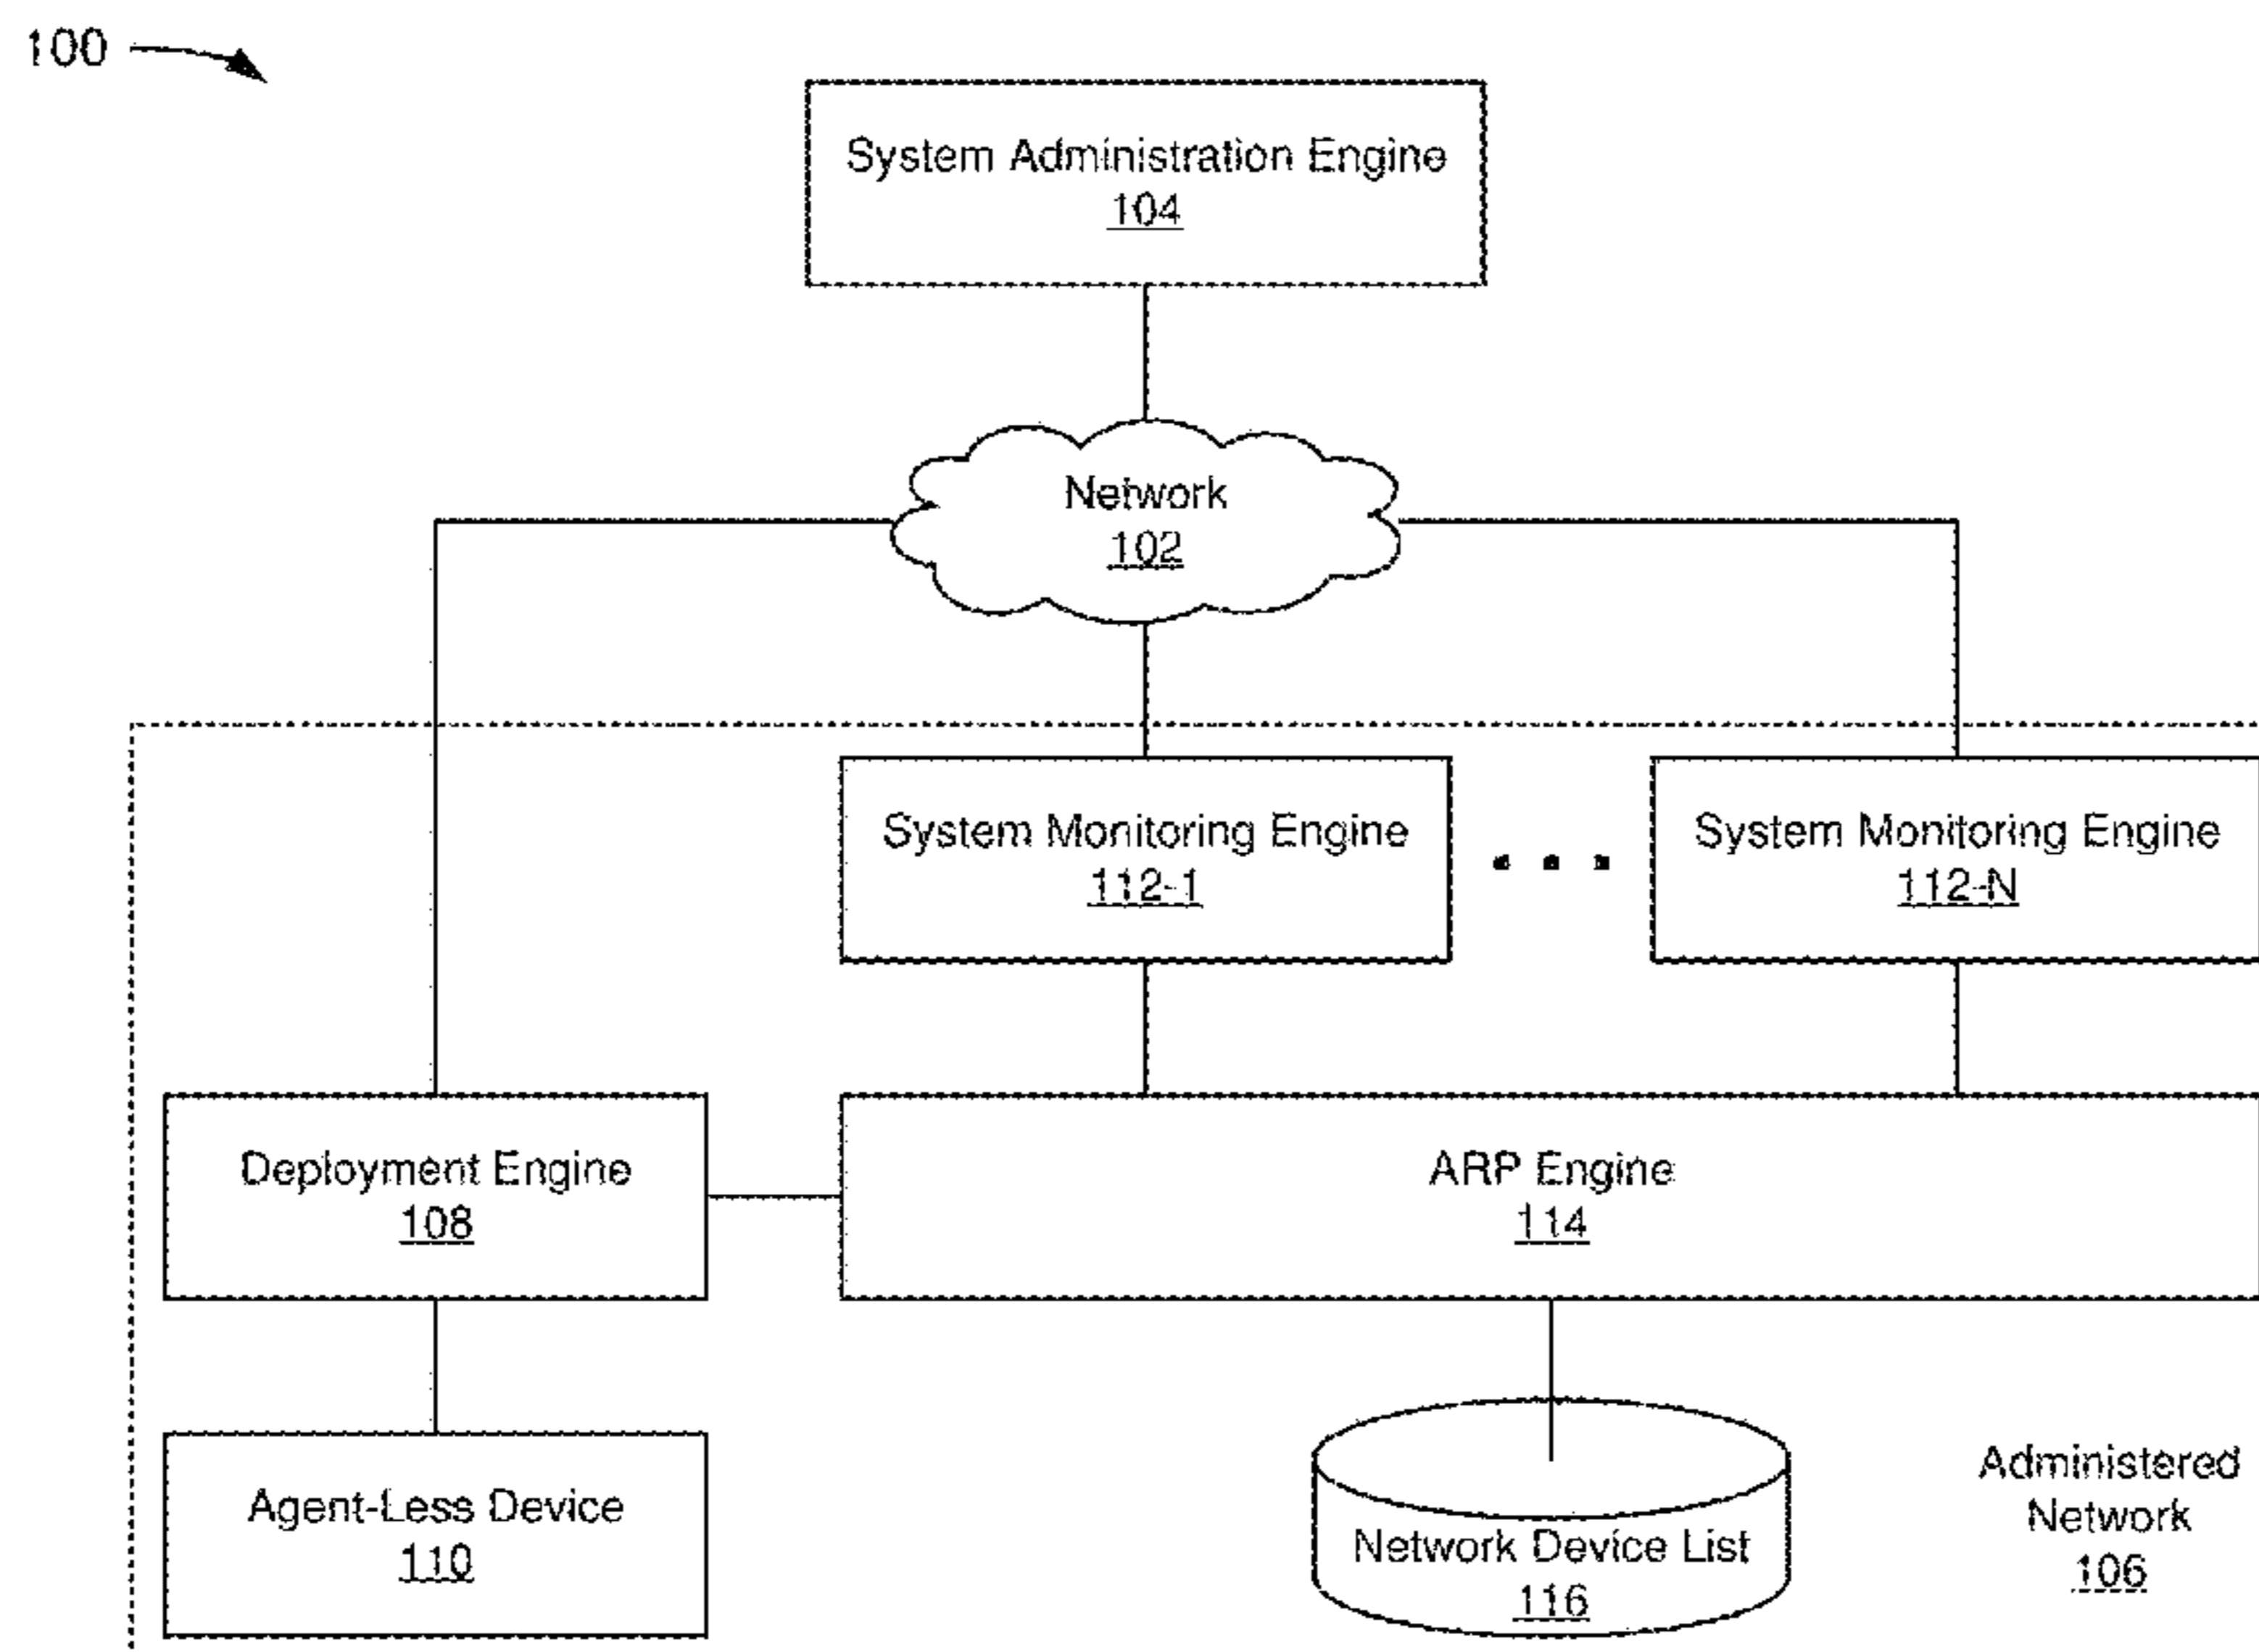 100
System Administration Engine
104
Network
102
System Monitoring Engine
112-1
System Monitoring Engine
112-N
Deployment Engine
108
ARP Engine
114
Agent-Less Device
110
Network Device List
116
Administered
Network
106